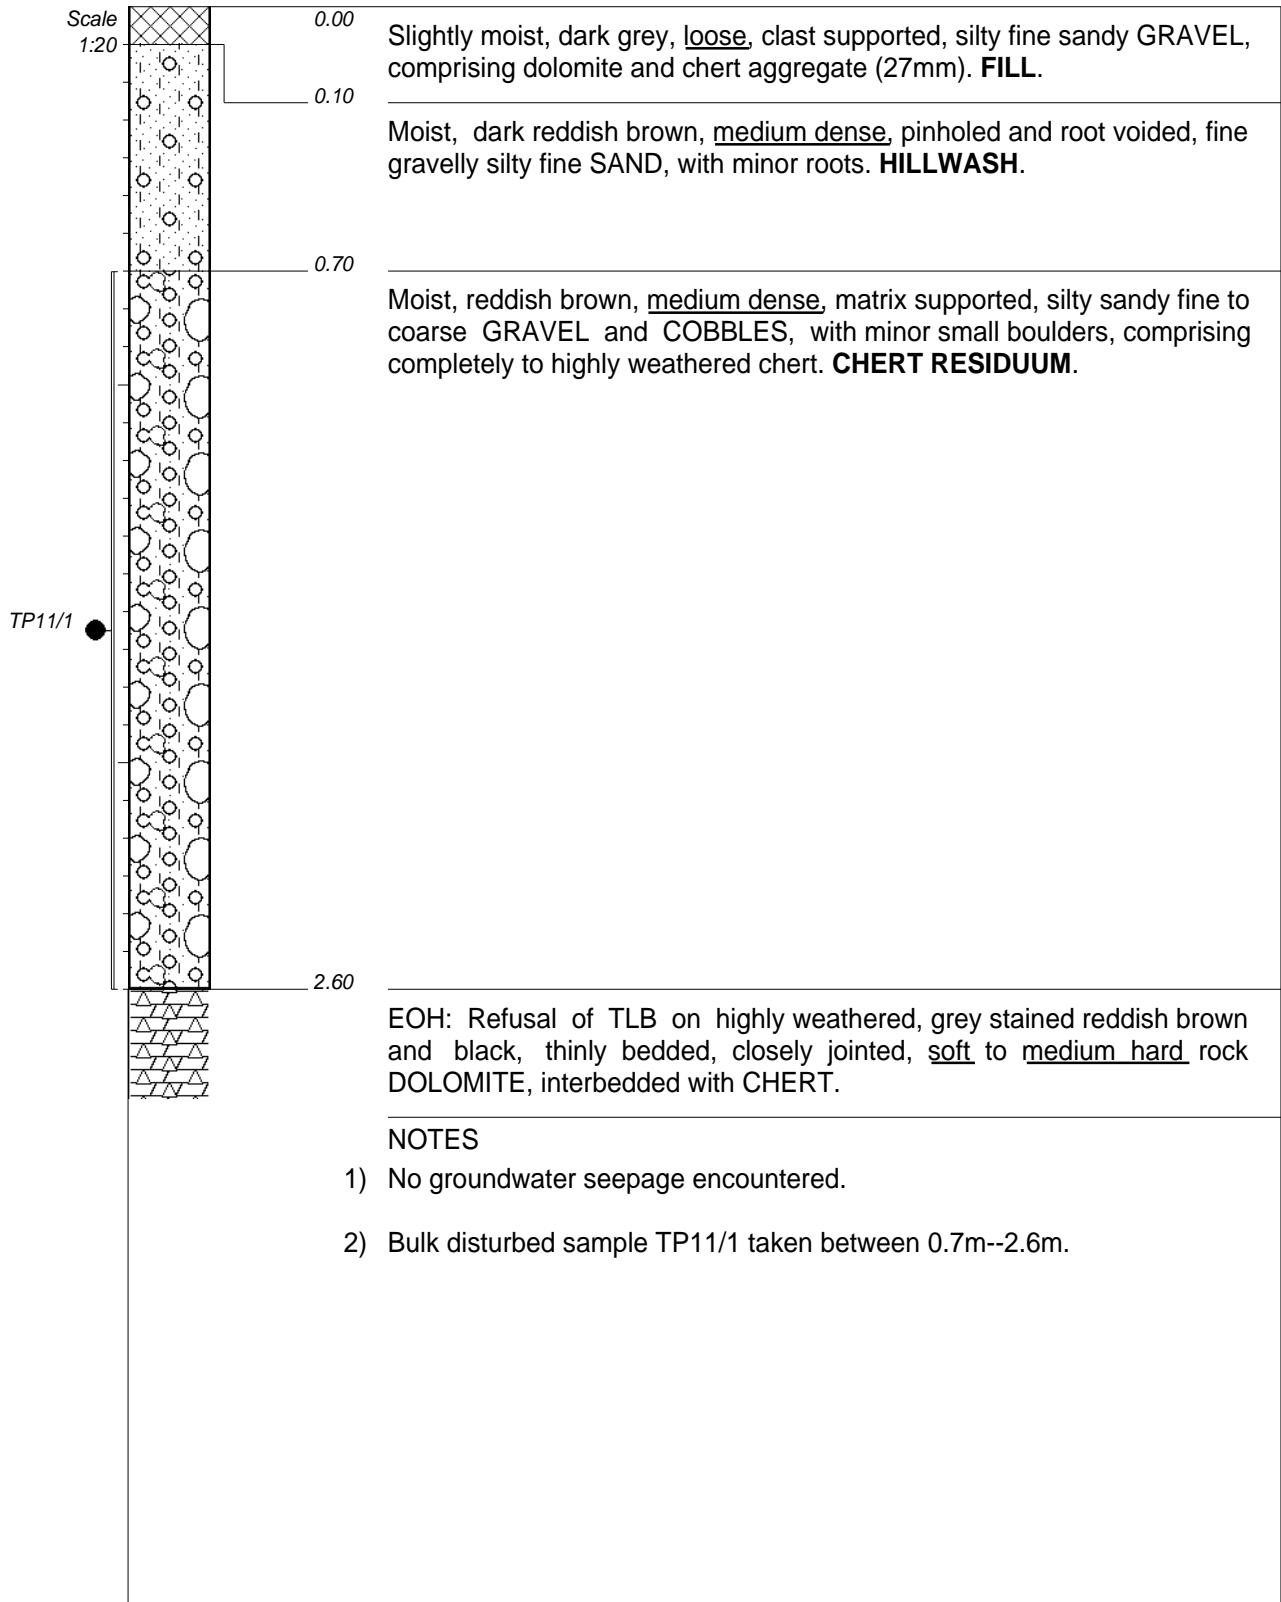 Scale
1:20
0.00
Slightly moist, dark grey, loose, clast supported, silty fine sandy GRAVEL,
comprising dolomite and chert aggregate (27mm). FILL.
0.10
Moist, dark reddish brown, medium dense, pinholed and root voided, fine
gravelly silty fine SAND, with minor roots. HILLWASH.
0.70
Moist, reddish brown, medium dense, matrix supported, silty sandy fine to
coarse GRAVEL and COBBLES, with minor small boulders, comprising
completely to highly weathered chert. CHERT RESIDUUM.
TP11/1
2.60
EOH: Refusal of TLB on highly weathered, grey stained reddish brown
and black, thinly bedded, closely jointed, soft to medium hard rock
DOLOMITE, interbedded with CHERT.
NOTES
1) No groundwater seepage encountered.
2) Bulk disturbed sample TP11/1 taken between 0.7m--2.6m.